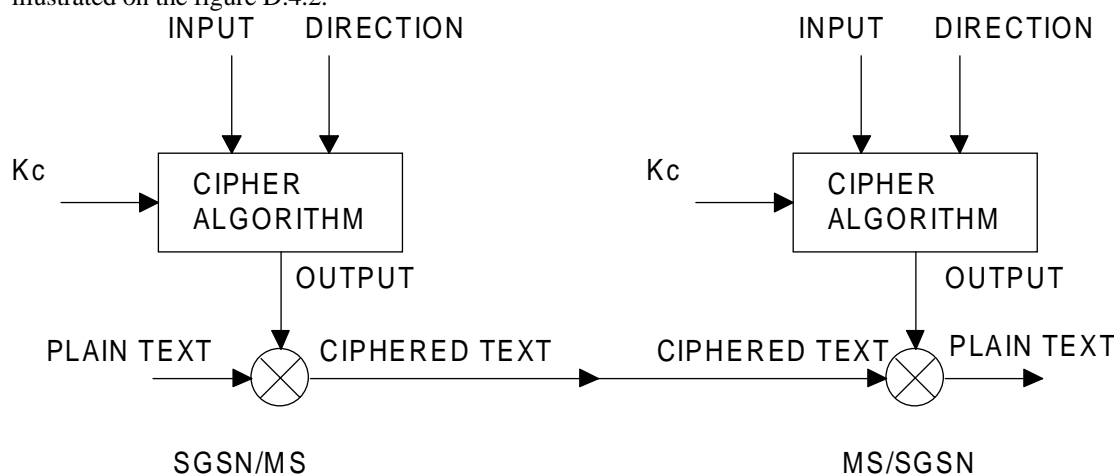 illustrated on the figure D.4.2.
INPUT DIRECTION INPUT DIRECTION
Kc Kc
CIPHER ALGORITHM CIPHER ALGORITHM
OUTPUT OUTPUT
PLAIN TEXT CIPHERED TEXT CIPHERED TEXT PLAIN TEXT
SGSN/MS MS/SGSN